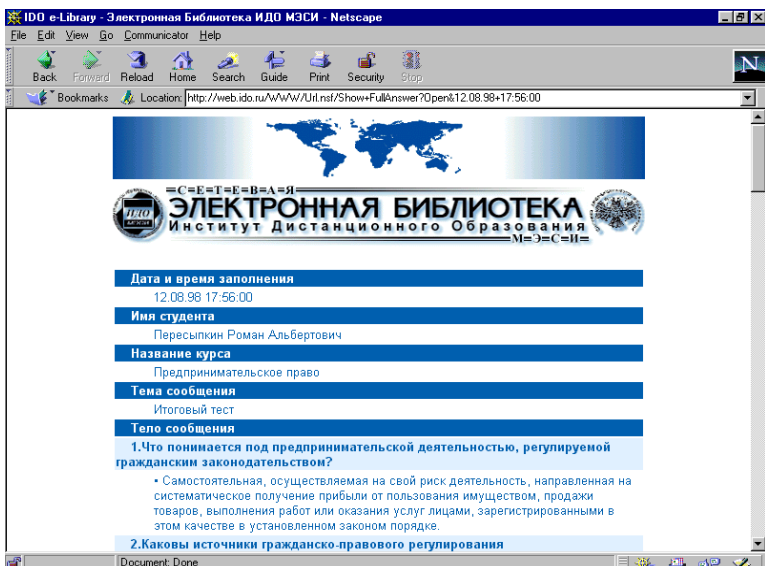 IDO e-Library - Электронная Библиотека ИДО МЭСИ - Netscape
File Edit View Go Communicator Help
Back Forward Reload Home Search Guide Print Security Stop
N
Bookmarks Location: http://web.ido.ru/WWW/Url.nsf/Show+FullAnswer?Open&12.08.98+17:56:00
=С=Е=Т=Е=В=А=Я=
ИДО
МЭСИ
ЭЛЕКТРОННАЯ БИБЛИОТЕКА
Институт Дистанционного Образования
=М=Э=С=И=
Дата и время заполнения
12.08.98 17:56:00
Имя студента
Пересыпкин Роман Альбертович
Название курса
Предпринимательское право
Тема сообщения
Итоговый тест
Тело сообщения
1.Что понимается под предпринимательской деятельностью, регулируемой
гражданским законодательством?
• Самостоятельная, осуществляемая на свой риск деятельность, направленная на
систематическое получение прибыли от пользования имуществом, продажи
товаров, выполнения работ или оказания услуг лицами, зарегистрированными в
этом качестве в установленном законом порядке.
2.Каковы источники гражданско-правового регулирования
Document: Done